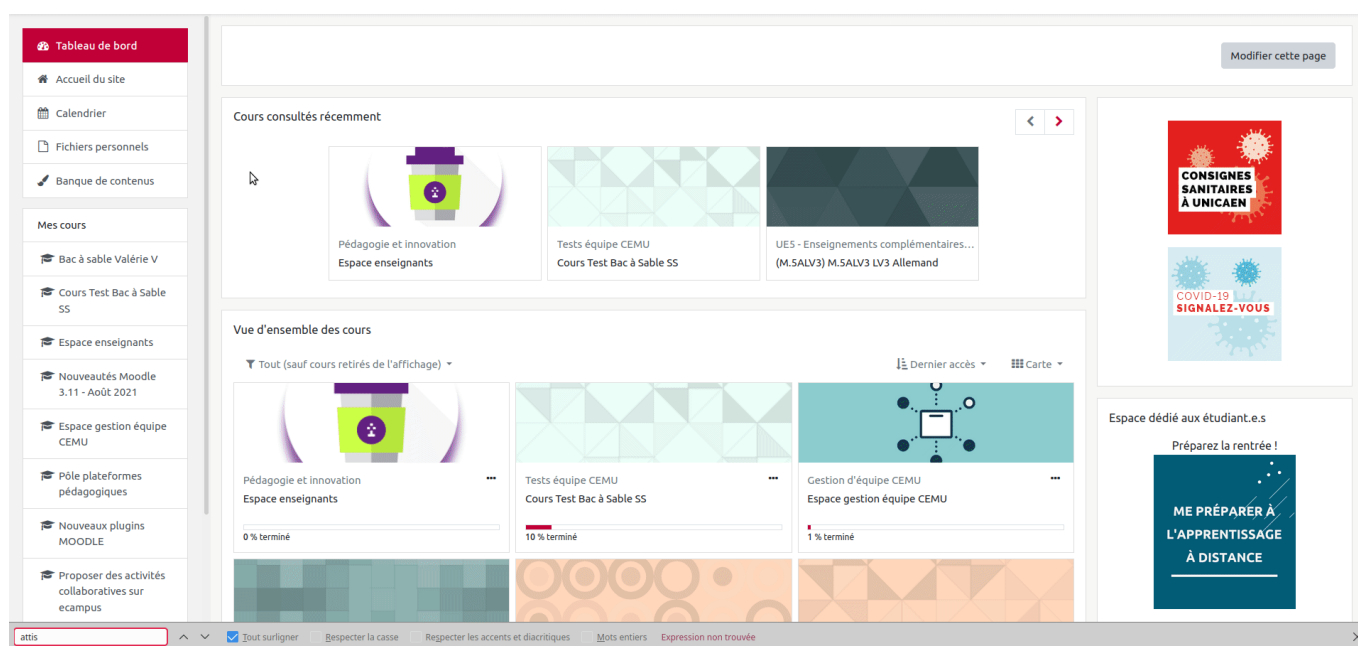 Tableau de bord
Accueil du site
Calendrier
Fichiers personnels
Banque de contenus
Mes cours
Bac à sable Valérie V
Cours Test Bac à Sable
SS
Espace enseignants
Nouveautés Moodle
3.11 - Août 2021
Espace gestion équipe
CEMU
Pôle plateformes
pédagogiques
Nouveaux plugins
MOODLE
Proposer des activités
collaboratives sur
ecampus
Modifier cette page
Cours consultés récemment
Pédagogie et innovation
Espace enseignants
Tests équipe CEMU
Cours Test Bac à Sable SS
UE5 - Enseignements complémentaires...
(M.5ALV3) M.5ALV3 LV3 Allemand
Vue d'ensemble des cours
Tout (sauf cours retirés de l'affichage)
Dernier accès
Carte
Pédagogie et innovation
Espace enseignants
0 % terminé
Tests équipe CEMU
Cours Test Bac à Sable SS
10 % terminé
Gestion d'équipe CEMU
Espace gestion équipe CEMU
1 % terminé
CONSIGNES
SANITAIRES
À UNICAEN
COVID-19
SIGNALEZ-VOUS
Espace dédié aux étudiant.e.s
Préparez la rentrée !
ME PRÉPARER À
L'APPRENTISSAGE
À DISTANCE
attis
Tout surligner
Respecter la casse
Respecter les accents et diacritiques
Mots entiers
Expression non trouvée